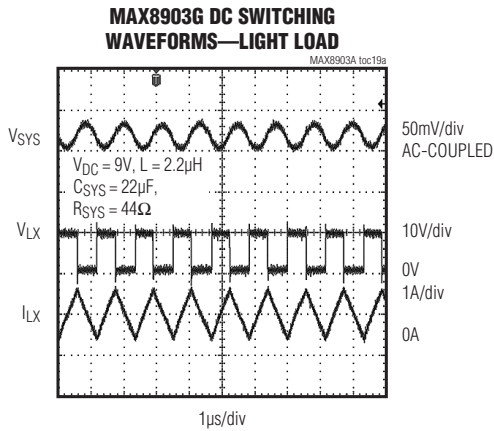 MAX8903G DC SWITCHING
WAVEFORMS—LIGHT LOAD
MAX8903A toc19a
VSYS
50mV/div
AC-COUPLED
VDC = 9V, L = 2.2µH
CSYS = 22µF,
RSYS = 44Ω
VLX
10V/div
0V
1A/div
ILX
0A
1µs/div